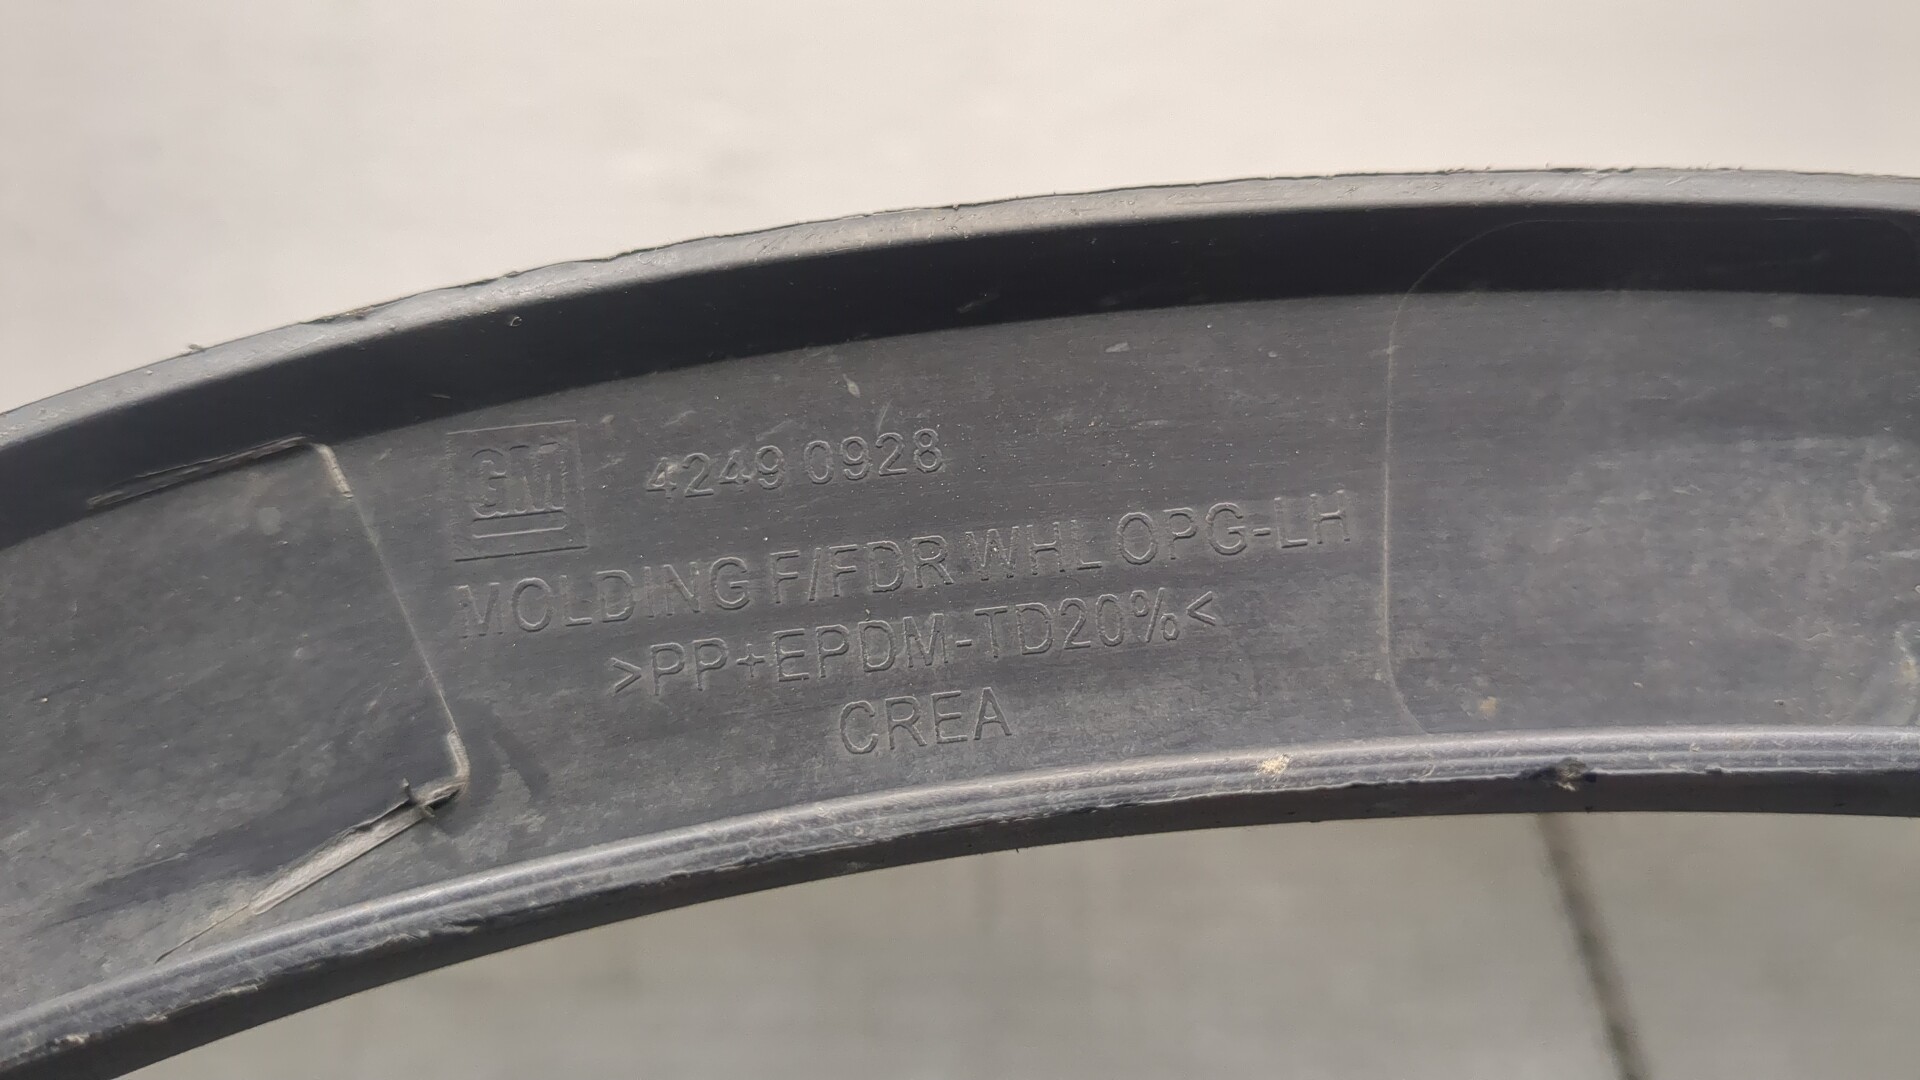 GM 4249 0928
MOLDING F/FDR WHL OPG-LH
>PP+EPDM-TD20%<
CREA